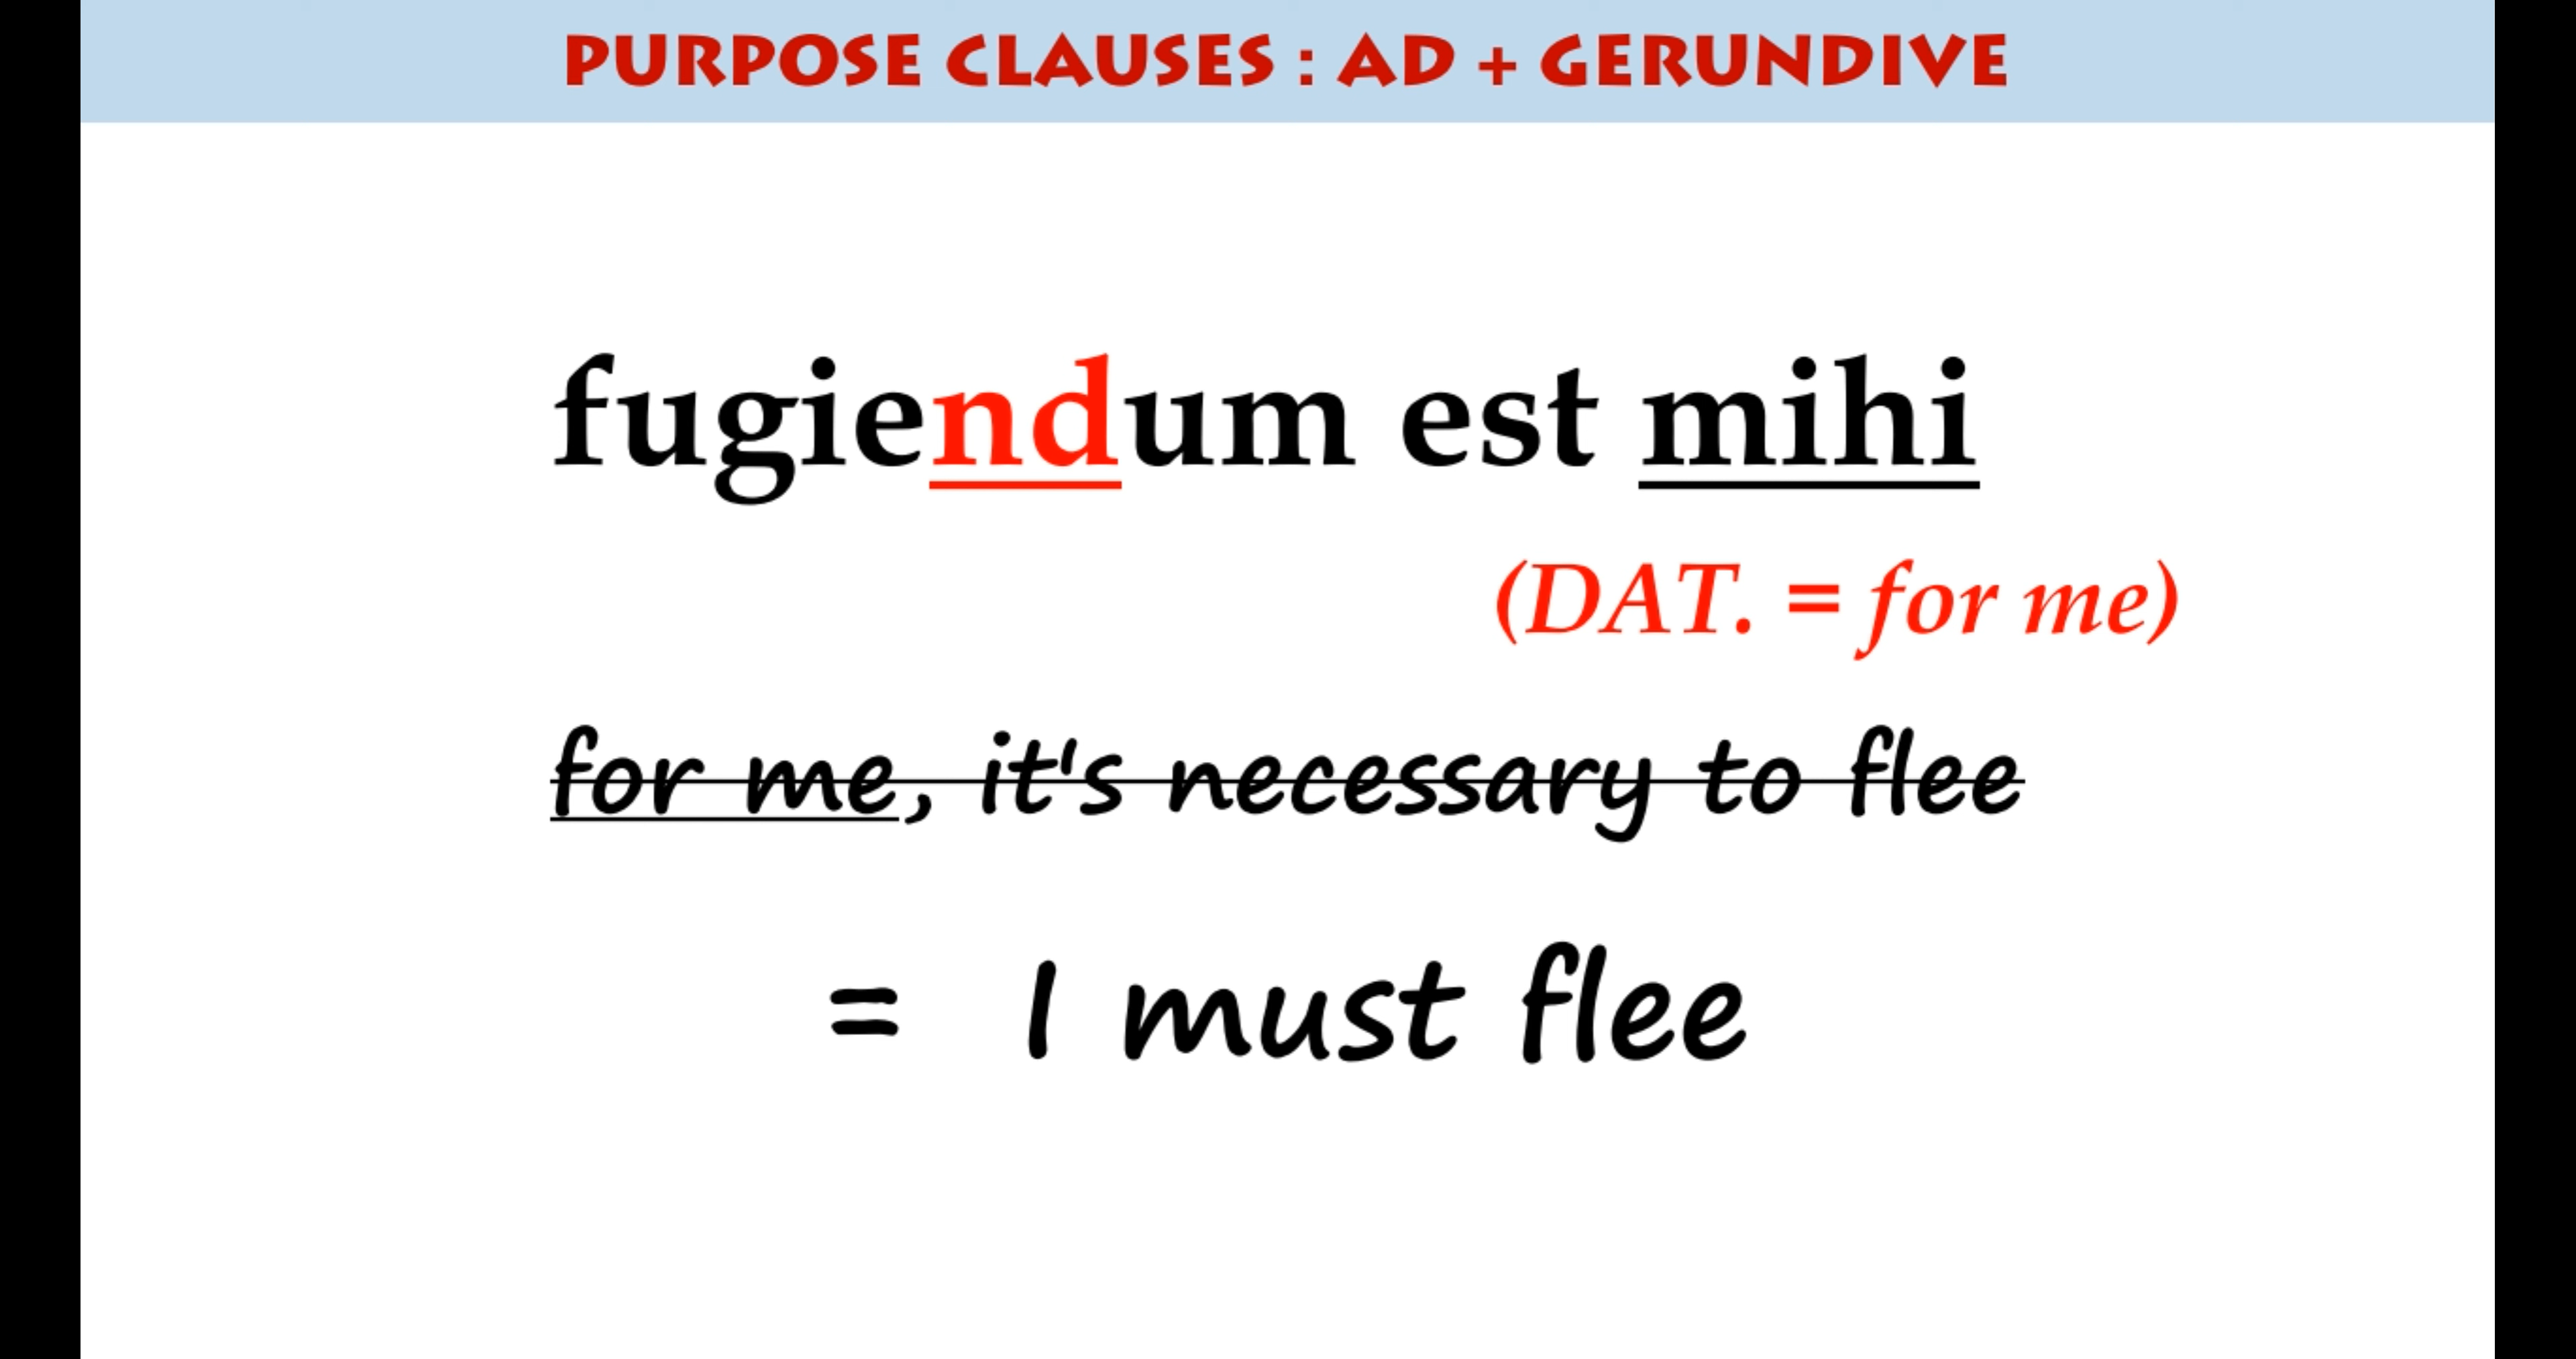 PURPOSE CLAUSES : AD + GERUNDIVE
fugiendum est mihi
(DAT. = for me)
for me, it's necessary to flee
= I must flee